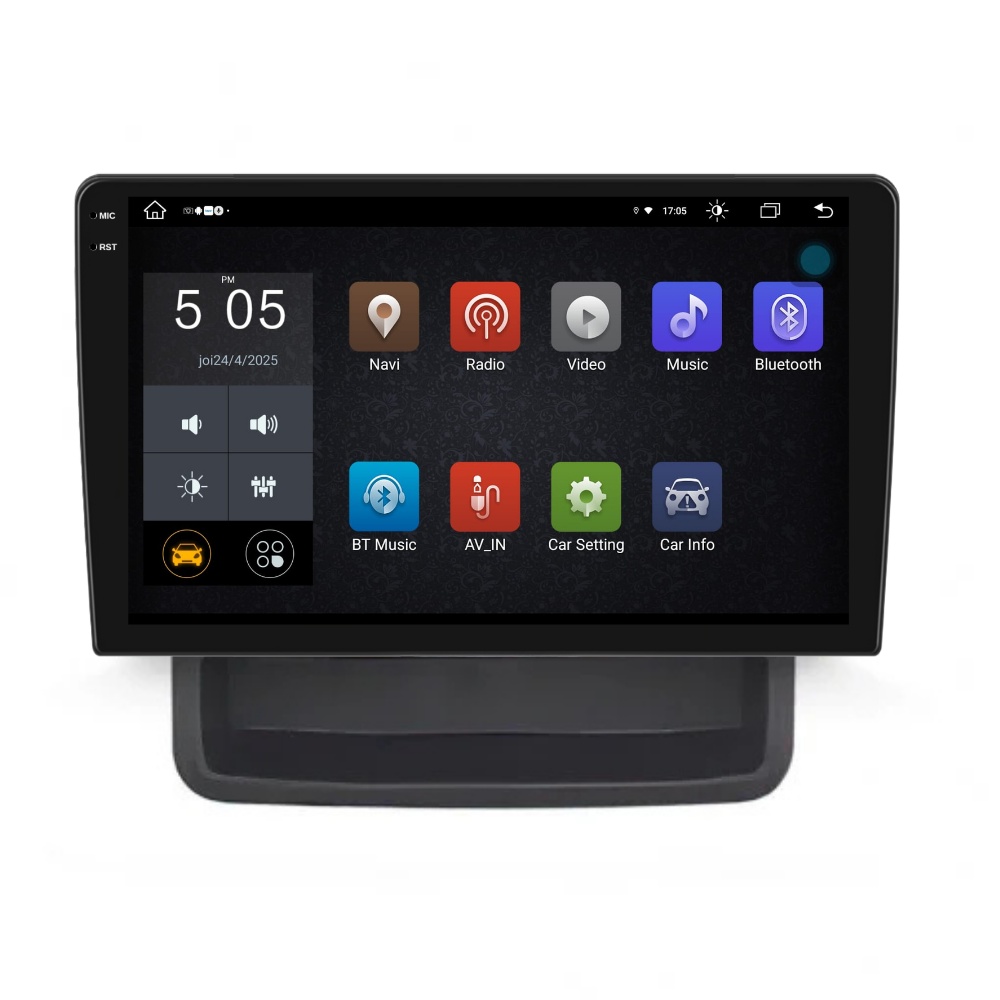 MIC
RST
17:05
PM
5 05
joi24/4/2025
Navi
Radio
Video
Music
Bluetooth
BT Music
AV_IN
Car Setting
Car Info